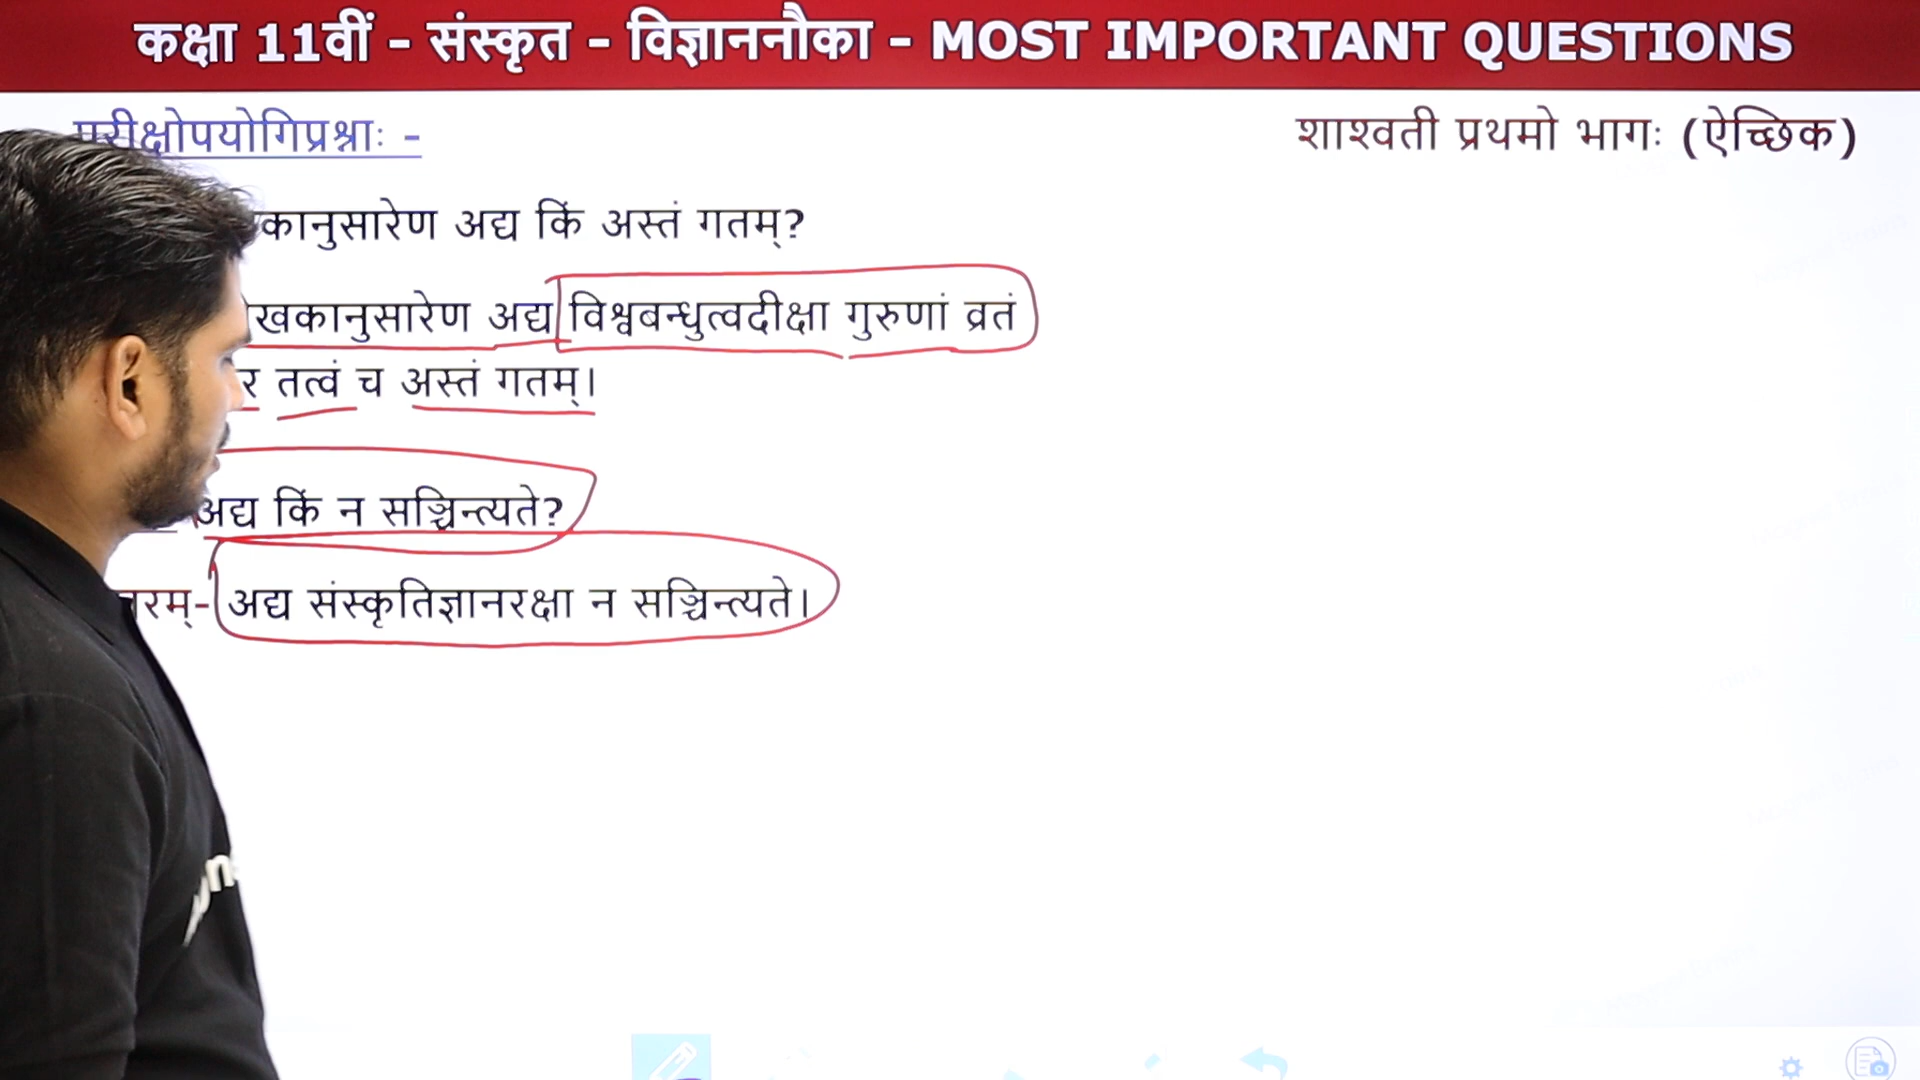 कक्षा 11वीं - संस्कृत - विज्ञाननौका - MOST IMPORTANT QUESTIONS
परीक्षोपयोगिप्रश्नाः -
शाश्वती प्रथमो भागः (ऐच्छिक)
कानुसारेण अद्य किं अस्तं गतम्?
खकानुसारेण अद्य विश्वबन्धुत्वदीक्षा गुरुणां व्रतं
र तत्वं च अस्तं गतम्।
अद्य किं न सञ्चिन्त्यते?
रम्- अद्य संस्कृतिज्ञानरक्षा न सञ्चिन्त्यते।